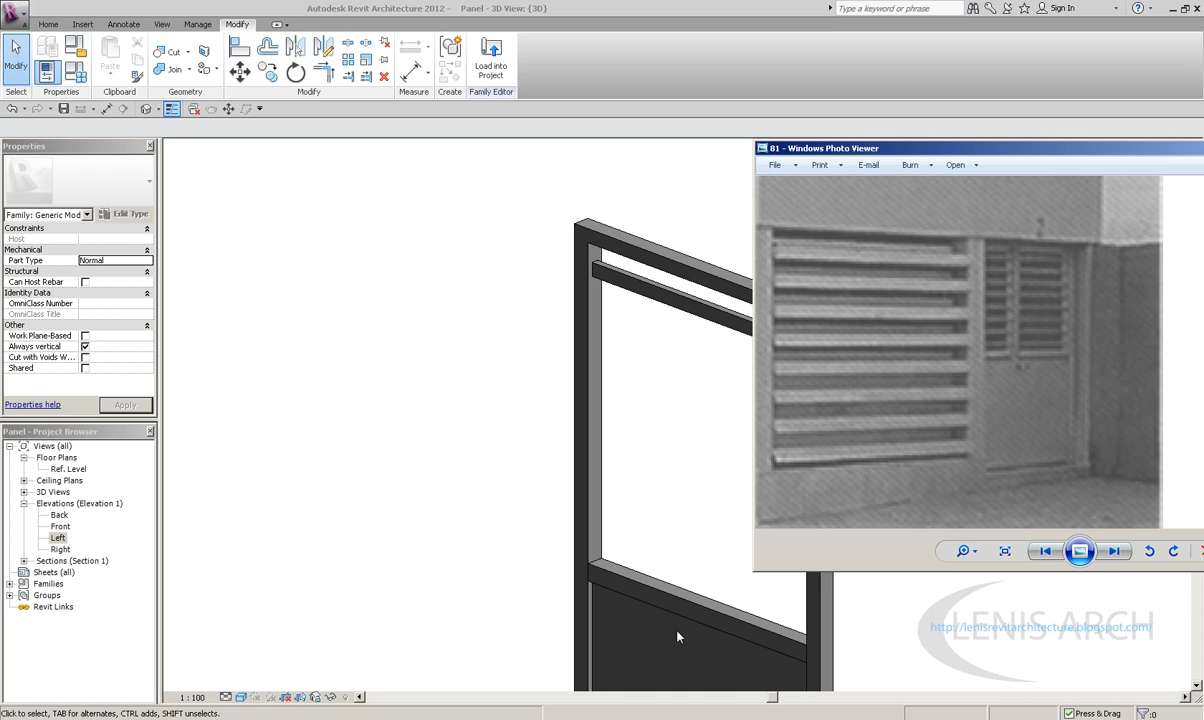 Autodesk Revit Architecture 2012 - Panel - 3D View: {3D}
Type a keyword or phrase
Sign In
Home Insert Annotate View Manage Modify
Modify
Cut
Join
Paste
Load into Project
Select Properties Clipboard Geometry Modify Measure Create Family Editor
Properties
Family: Generic Mod Edit Type
Constraints
Host
Mechanical
Part Type Normal
Structural
Can Host Rebar
Identity Data
OmniClass Number
OmniClass Title
Other
Work Plane-Based
Always vertical
Cut with Voids W...
Shared
Properties help Apply
Panel - Project Browser
Views (all)
Floor Plans
Ref. Level
Ceiling Plans
3D Views
Elevations (Elevation 1)
Back
Front
Left
Right
Sections (Section 1)
Sheets (all)
Families
Groups
Revit Links
81 - Windows Photo Viewer
File Print E-mail Burn Open
LENIS ARCH
http://lenisrevitarchitecture.blogspot.com/
1 : 100
Click to select, TAB for alternates, CTRL adds, SHIFT unselects.
Press & Drag :0